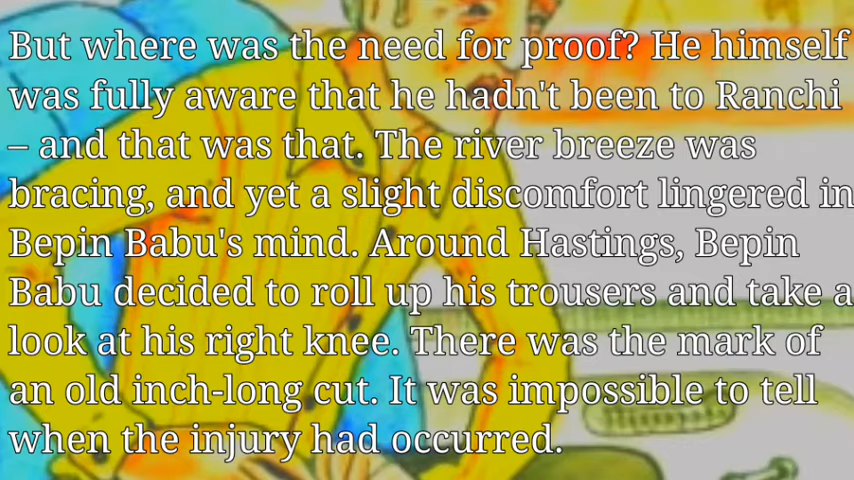 But where was the need for proof? He himself
was fully aware that he hadn't been to Ranchi
– and that was that. The river breeze was
bracing, and yet a slight discomfort lingered in
Bepin Babu's mind. Around Hastings, Bepin
Babu decided to roll up his trousers and take a
look at his right knee. There was the mark of
an old inch-long cut. It was impossible to tell
when the injury had occurred.